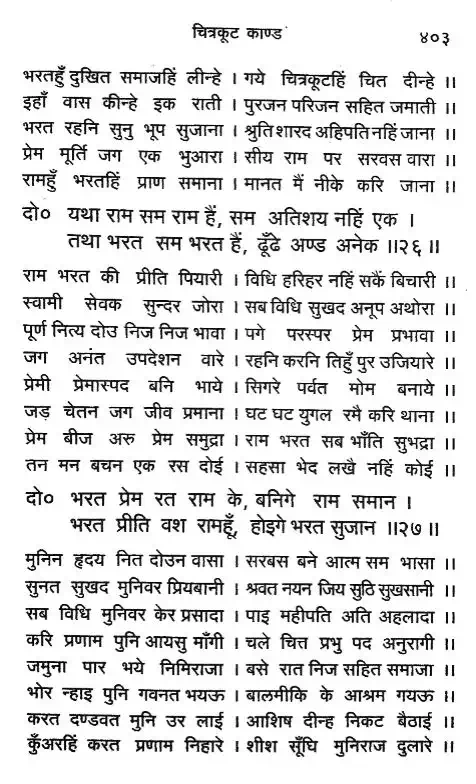 चित्रकूट काण्ड ४०३
भरतहुँ दुखित समाजहिं लीन्हे । गये चित्रकूटहिं चित दीन्हे ।।
इहाँ वास कीन्हे इक राती । पुरजन परिजन सहित जमाती ।।
भरत रहनि सुनु भूप सुजाना । श्रुति शारद अहिपति नहिं जाना ।।
प्रेम मूर्ति जग एक भुआरा । सीय राम पर सरवस वारा ।।
रामहुँ भरतहिं प्राण समाना । मानत मैं नीके करि जाना ।।
दो० यथा राम सम राम हैं, सम अतिशय नहिं एक ।
तथा भरत सम भरत हैं, ढूँढे अण्ड अनेक ।।२६।।
राम भरत की प्रीति पियारी । विधि हरिहर नहिं सकैं बिचारी ।।
स्वामी सेवक सुन्दर जोरा । सब विधि सुखद अनूप अथोरा ।।
पूर्ण नित्य दोउ निज निज भावा । पगे परस्पर प्रेम प्रभावा ।।
जग अनंत उपदेशन वारे । रहनि करनि तिहुँ पुर उजियारे ।।
प्रेमी प्रेमास्पद बनि भाये । सिगरे पर्वत मोम बनाये ।।
जड़ चेतन जग जीव प्रमाना । घट घट युगल रमै करि थाना ।।
प्रेम बीज अरु प्रेम समुद्रा । राम भरत सब भाँति सुभद्रा ।।
तन मन बचन एक रस दोई । सहसा भेद लखै नहिं कोई ।।
दो० भरत प्रेम रत राम के, बनिगे राम समान ।
भरत प्रीति वश रामहूँ, होइगे भरत सुजान ।।२७।।
मुनिन हृदय नित दोउन वासा । सरबस बने आत्म सम भासा ।।
सुनत सुखद मुनिवर प्रियबानी । श्रवत नयन जिय सुठि सुखसानी ।।
सब विधि मुनिवर केर प्रसादा । पाइ महीपति अति अहलादा ।।
करि प्रणाम पुनि आयसु माँगी । चले चित्त प्रभु पद अनुरागी ।।
जमुना पार भये निमिराजा । बसे रात निज सहित समाजा ।।
भोर न्हाइ पुनि गवनत भयऊ । बालमीकि के आश्रम गयऊ ।।
करत दण्डवत मुनि उर लाई । आशिष दीन्ह निकट बैठाई ।।
कुँअरहिं करत प्रणाम निहारे । शीश सूँघि मुनिराज दुलारे ।।